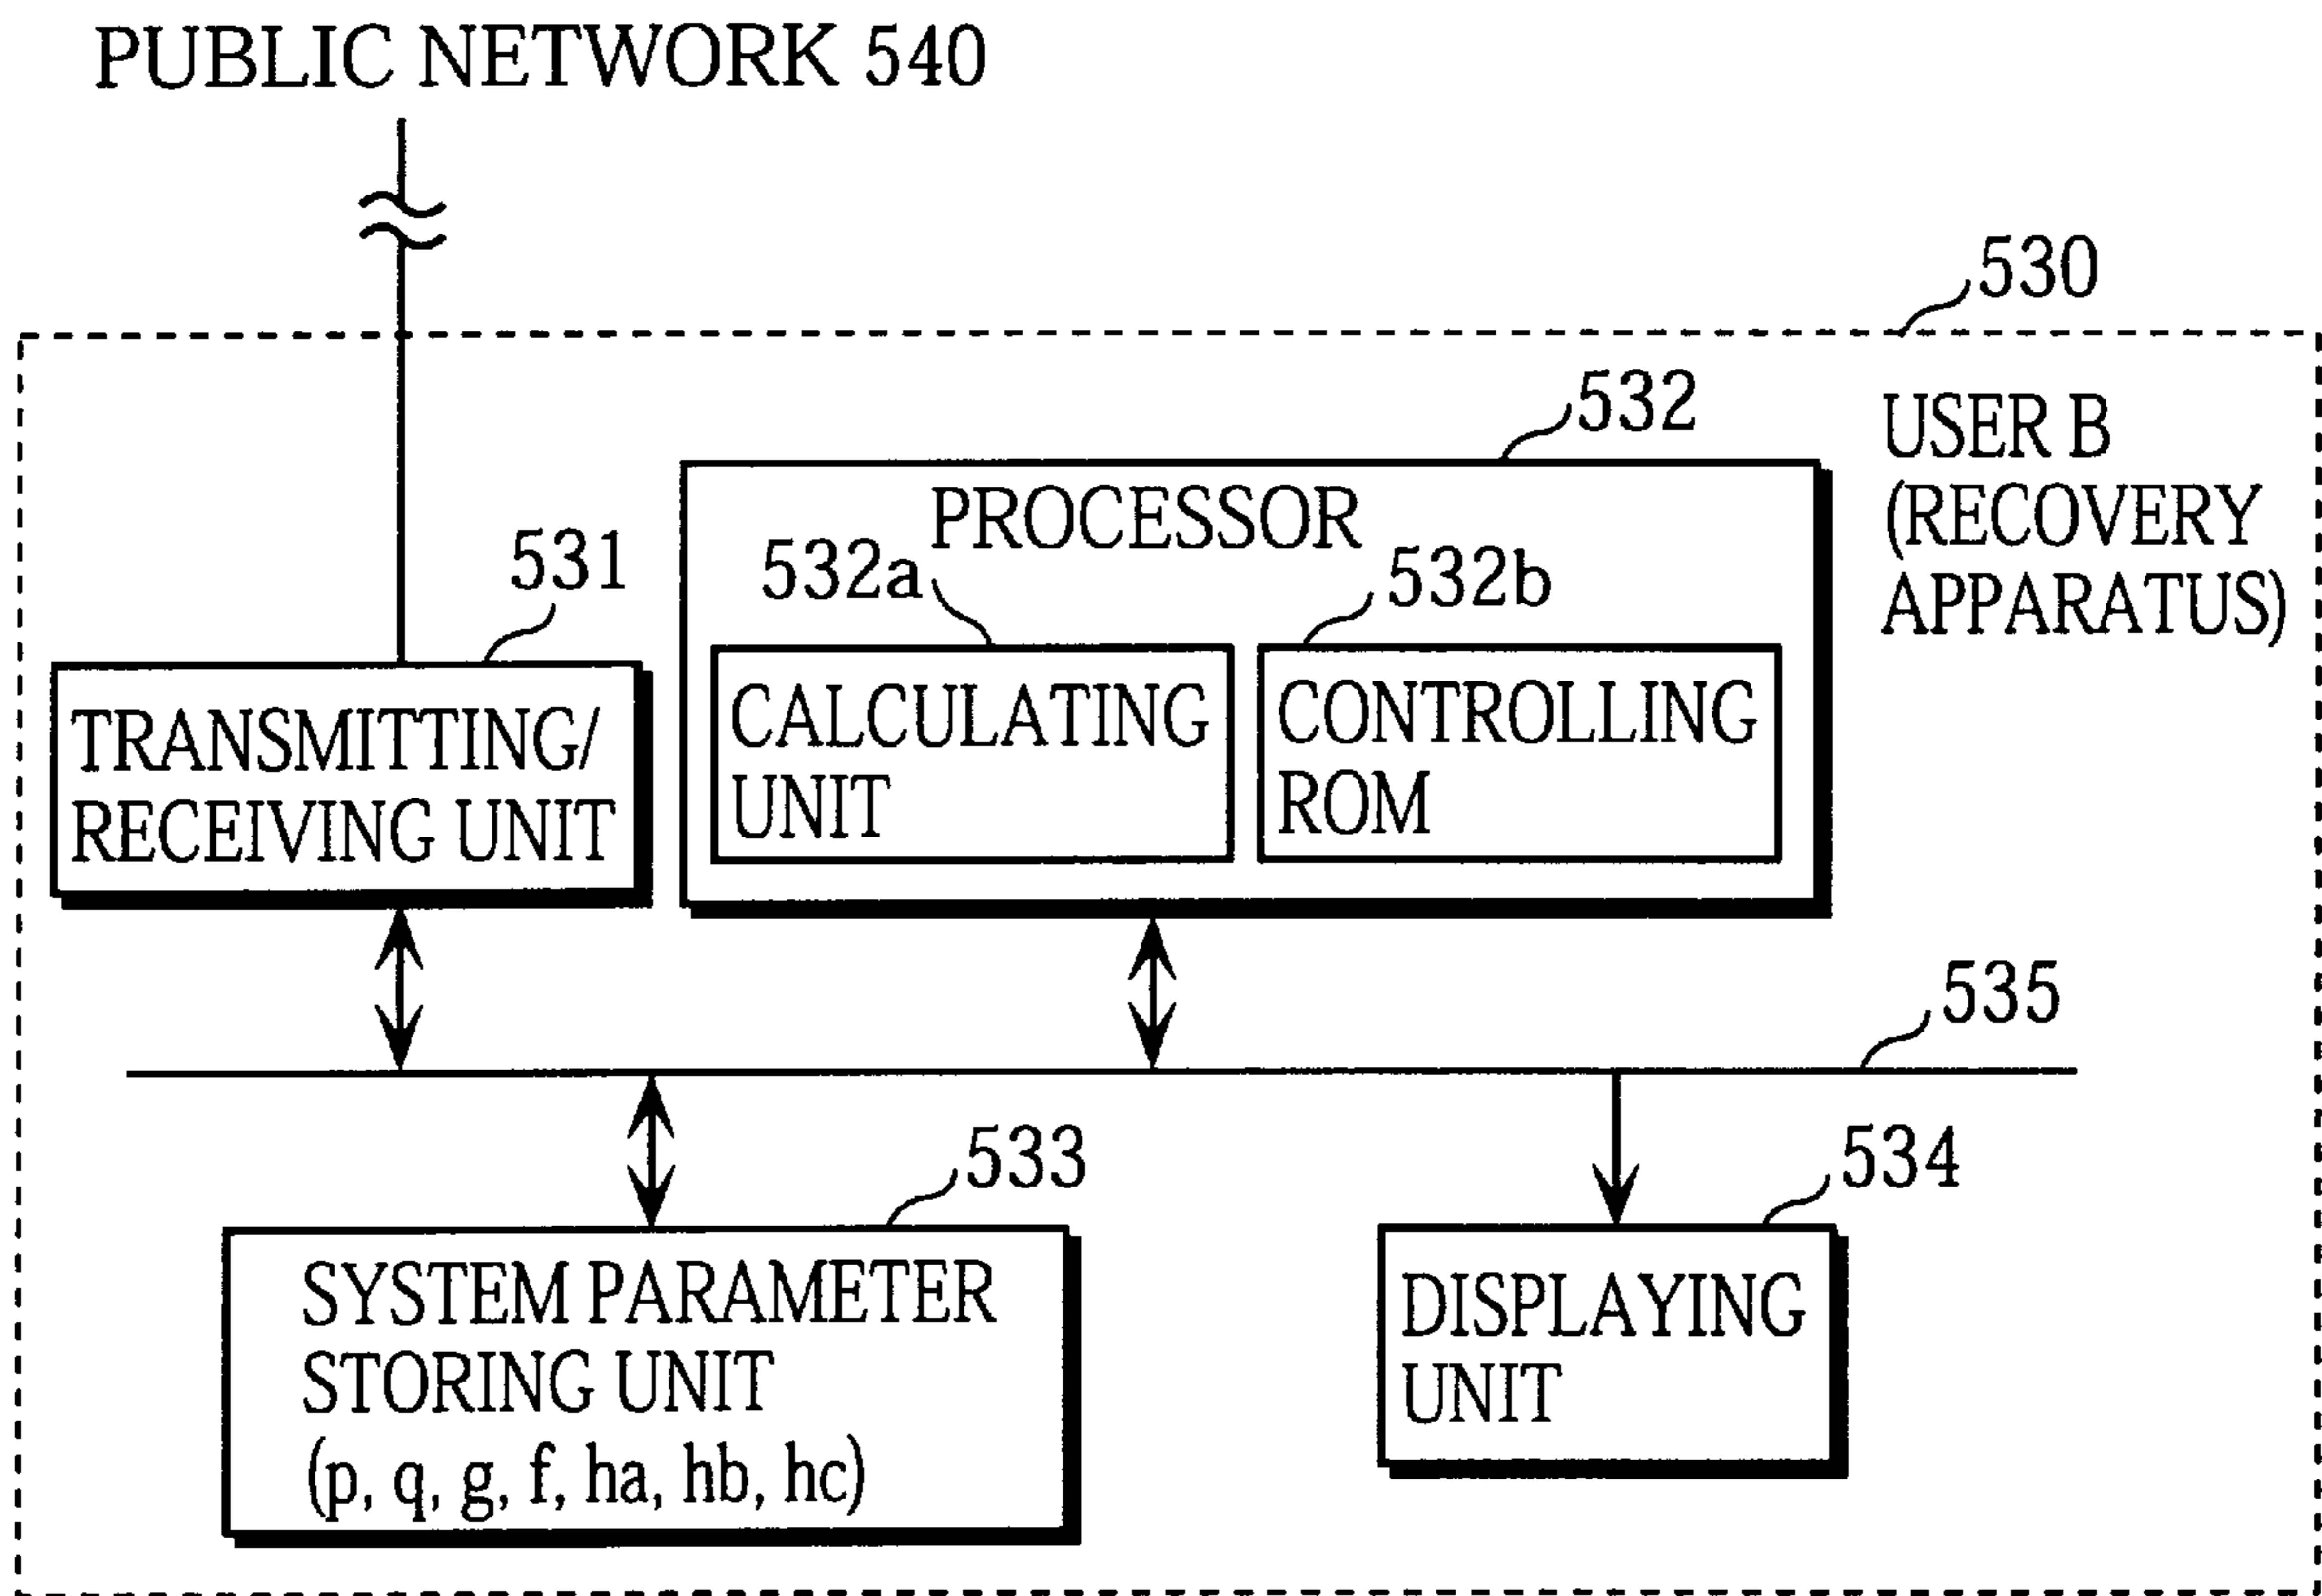 PUBLIC NETWORK 540
530
532
USER B
(RECOVERY
APPARATUS)
PROCESSOR
531
532a
532b
TRANSMITTING/
RECEIVING UNIT
CALCULATING
UNIT
CONTROLLING
ROM
535
533
534
SYSTEM PARAMETER
STORING UNIT
(p, q, g, f, ha, hb, hc)
DISPLAYING
UNIT